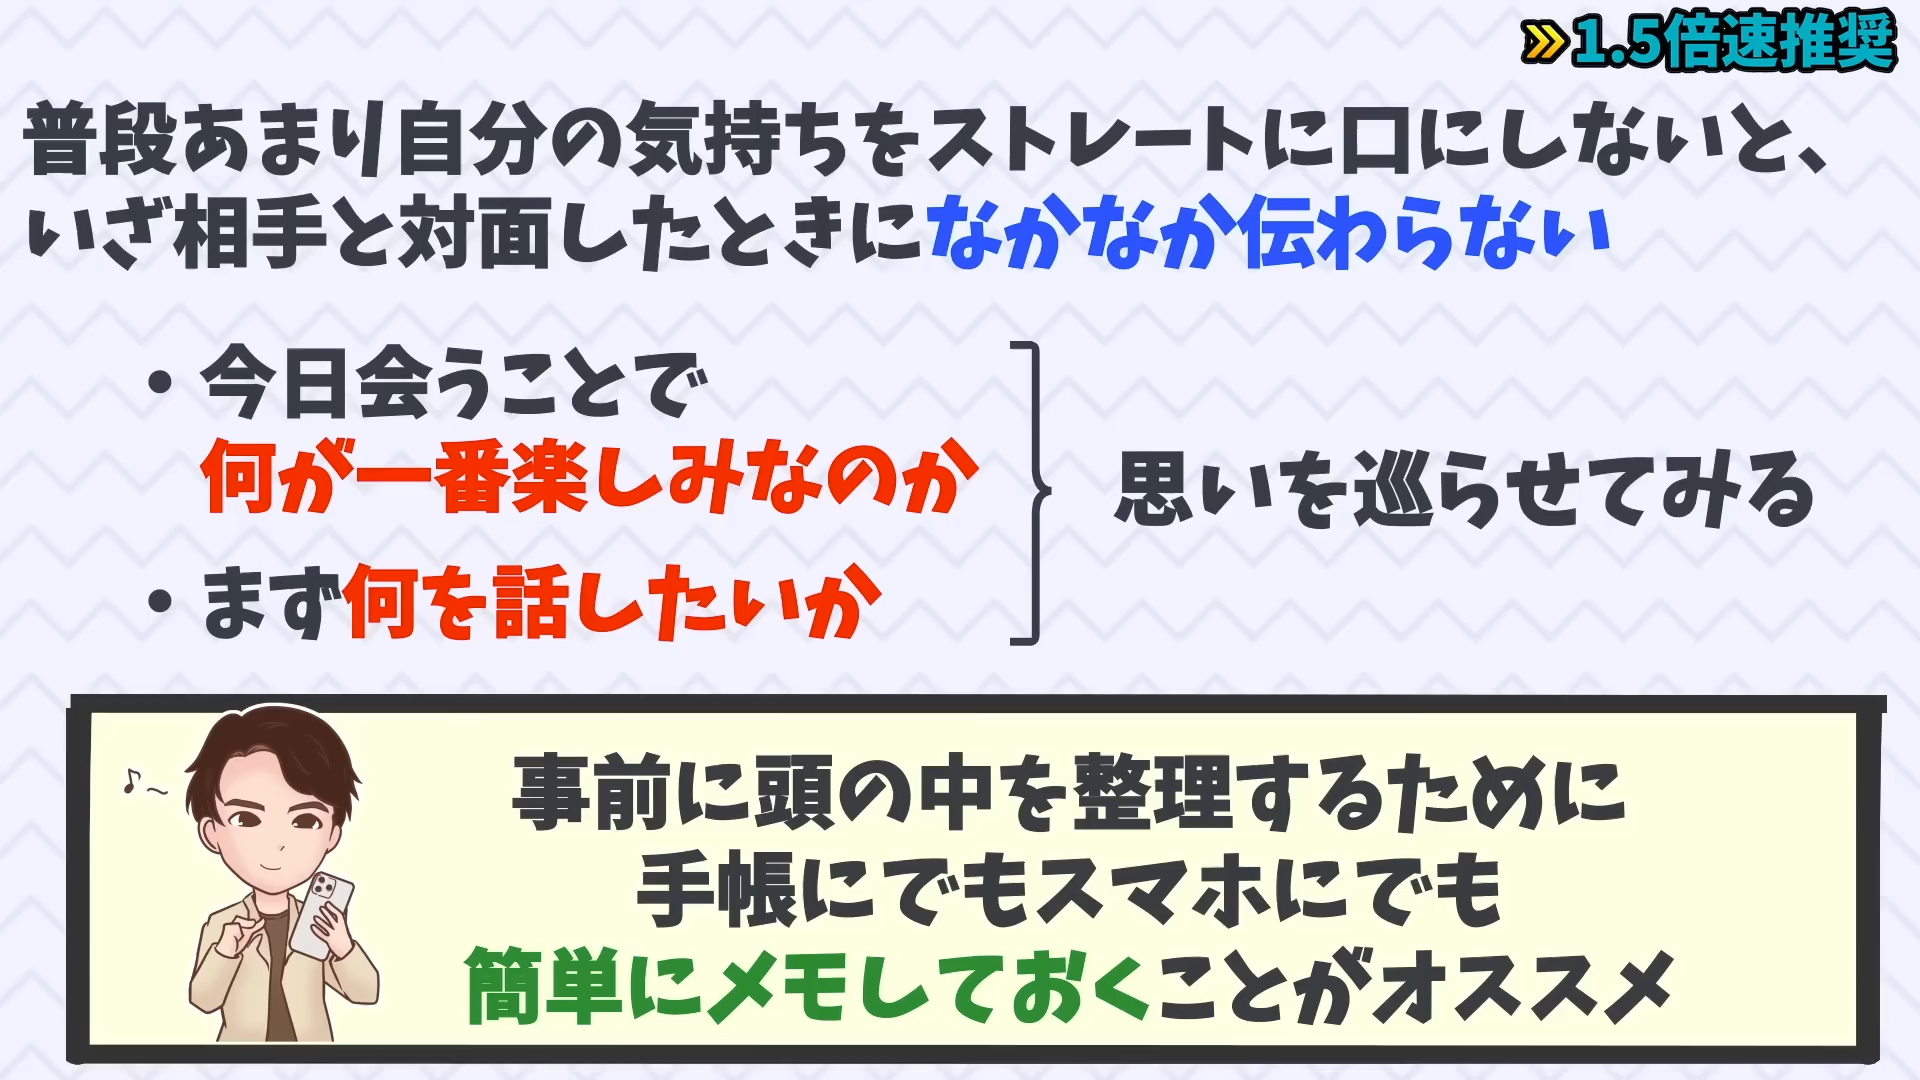 1.5倍速推奨
普段あまり自分の気持ちをストレートに口にしないと、
いざ相手と対面したときになかなか伝わらない
・今日会うことで
何が一番楽しみなのか
・まず何を話したいか
思いを巡らせてみる
事前に頭の中を整理するために
手帳にでもスマホにでも
簡単にメモしておくことがオススメ